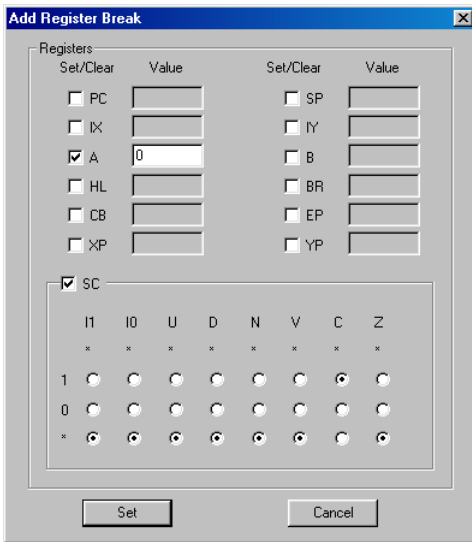 Add Register Break
Registers
Set/Clear Value Set/Clear Value
PC SP
IX IY
A 0 B
HL BR
CB EP
XP YP
SC
I1 I0 U D N V C Z
* * * * * * * *
1
0
*
Set Cancel